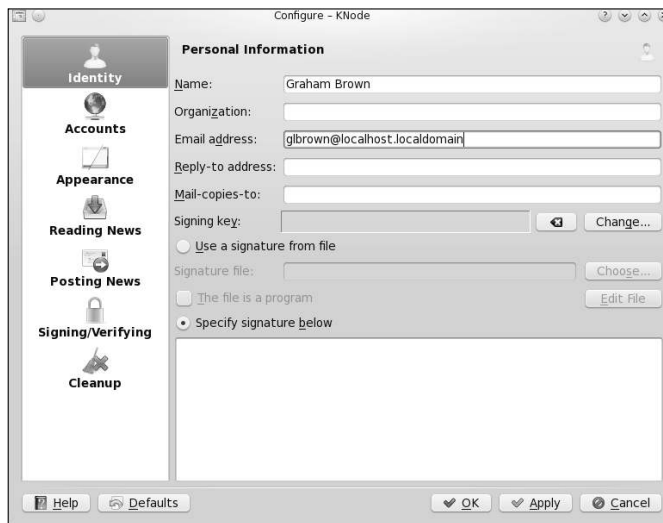 Configure – KNode
Identity
Accounts
Appearance
Reading News
Posting News
Signing/Verifying
Cleanup
Personal Information
Name: Graham Brown
Organization:
Email address: glbrown@localhost.localdomain
Reply-to address:
Mail-copies-to:
Signing key: Change...
Use a signature from file
Signature file: Choose...
The file is a program Edit File
Specify signature below
Help Defaults OK Apply Cancel